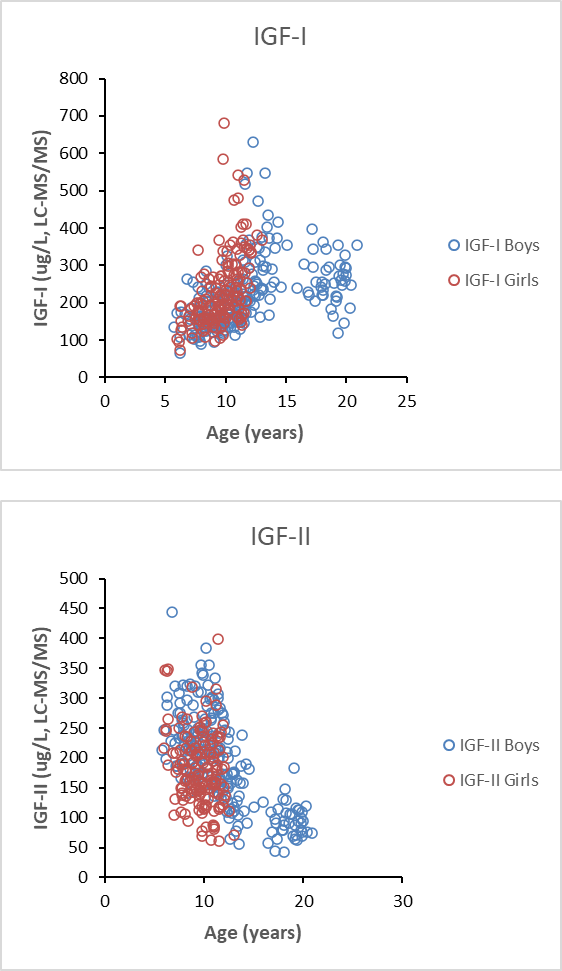 IGF-I
800
700
600
500
400
300
200
100
0
0 5 10 15 20 25
IGF-I (ug/L, LC-MS/MS)
Age (years)
IGF-I Boys
IGF-I Girls
IGF-II
500
450
400
350
300
250
200
150
100
50
0
0 10 20 30
IGF-II (ug/L, LC-MS/MS)
Age (years)
IGF-II Boys
IGF-II Girls